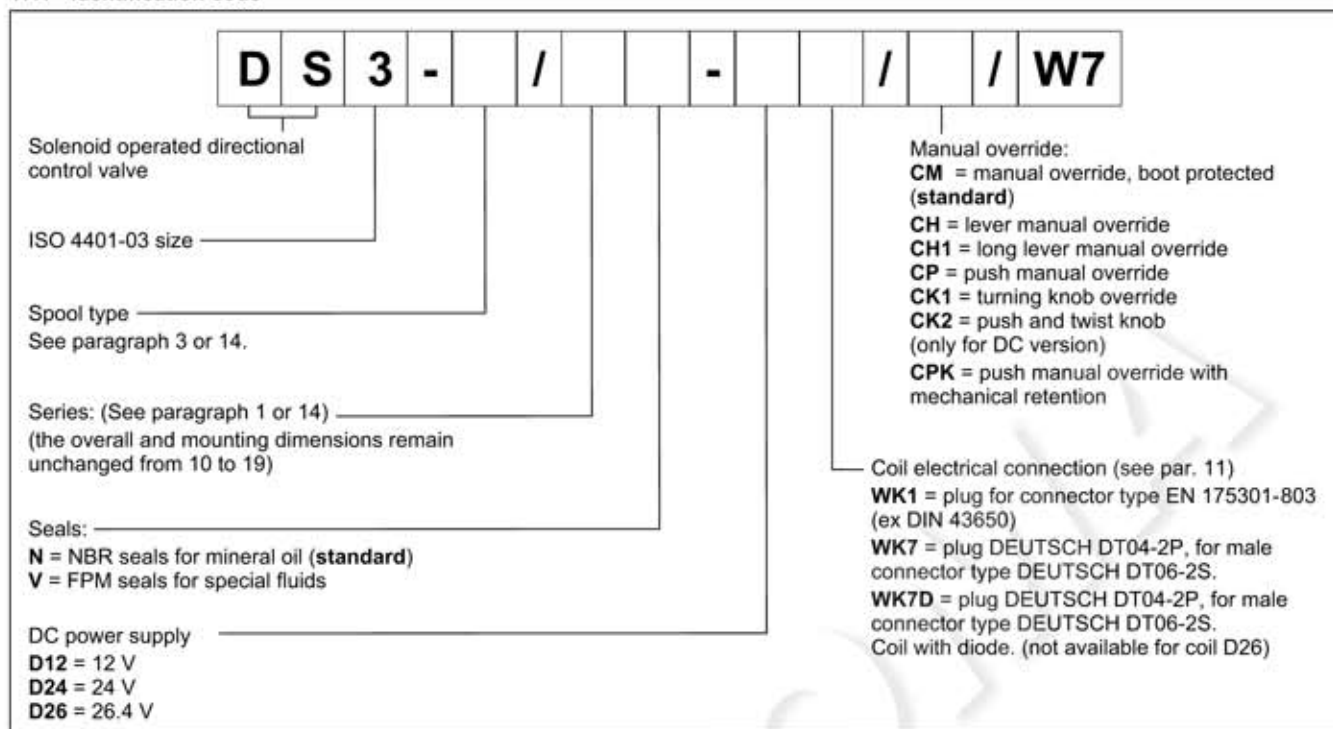 D S 3 - / - / / W7
Solenoid operated directional
control valve
ISO 4401-03 size
Spool type
See paragraph 3 or 14.
Series: (See paragraph 1 or 14)
(the overall and mounting dimensions remain
unchanged from 10 to 19)
Seals:
N = NBR seals for mineral oil (standard)
V = FPM seals for special fluids
DC power supply
D12 = 12 V
D24 = 24 V
D26 = 26.4 V
Manual override:
CM = manual override, boot protected
(standard)
CH = lever manual override
CH1 = long lever manual override
CP = push manual override
CK1 = turning knob override
CK2 = push and twist knob
(only for DC version)
CPK = push manual override with
mechanical retention
Coil electrical connection (see par. 11)
WK1 = plug for connector type EN 175301-803
(ex DIN 43650)
WK7 = plug DEUTSCH DT04-2P, for male
connector type DEUTSCH DT06-2S.
WK7D = plug DEUTSCH DT04-2P, for male
connector type DEUTSCH DT06-2S.
Coil with diode. (not available for coil D26)